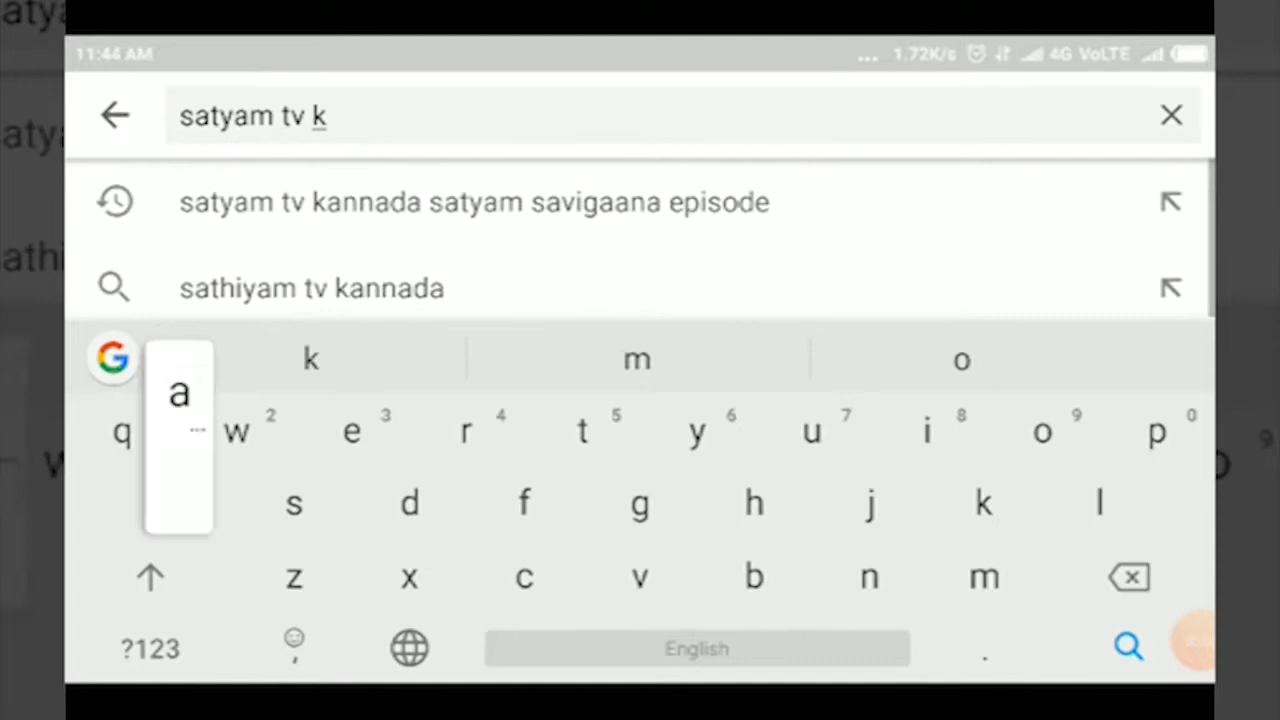 11:44 AM ... 1.72K/s 4G VoLTE
satyam tv k
satyam tv kannada satyam savigaana episode
sathiyam tv kannada
G k m o
a
q w 2 e 3 r 4 t 5 y 6 u 7 i 8 o 9 p 0
s d f g h j k l
z x c v b n m
?123 , English .